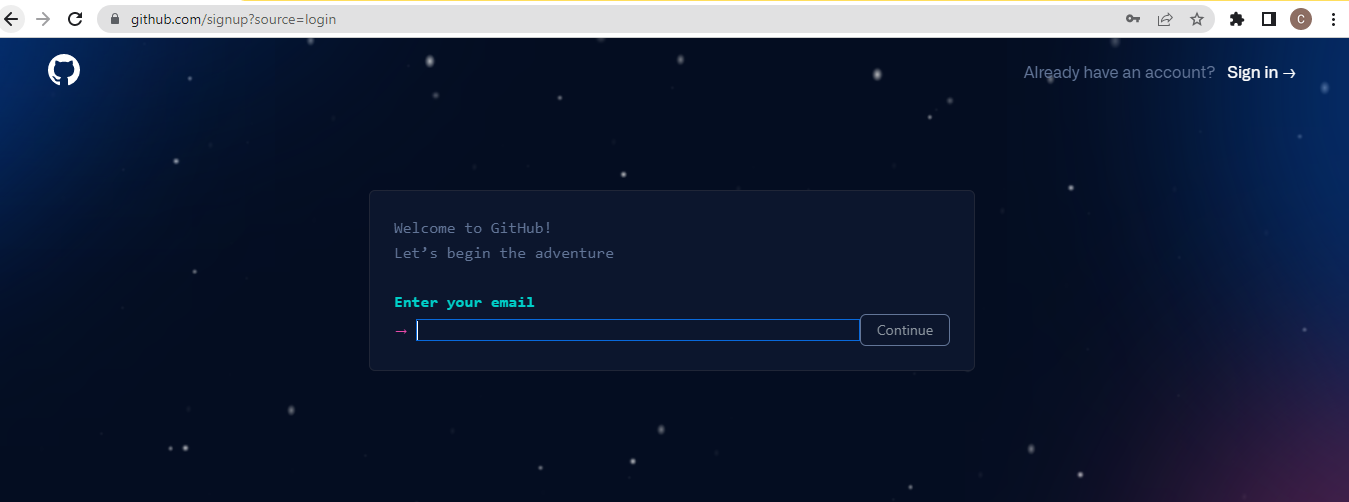 github.com/signup?source=login
C
Already have an account? Sign in →
Welcome to GitHub!
Let’s begin the adventure
Enter your email
→
Continue